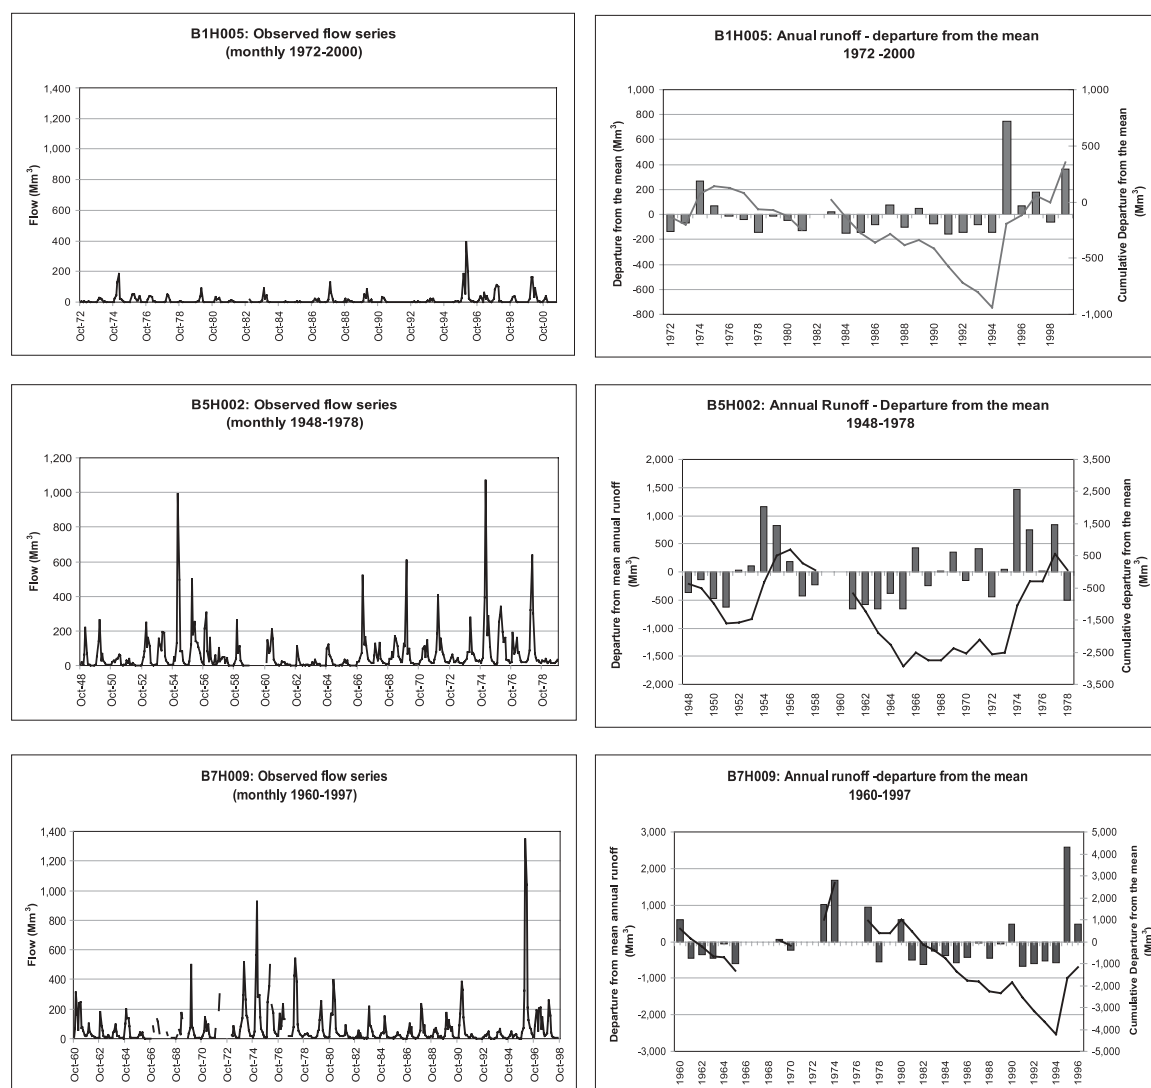 B1H005: Observed flow series
(monthly 1972-2000)
Flow (Mm³)
1,400
1,200
1,000
800
600
400
200
0
Oct-72
Oct-74
Oct-76
Oct-78
Oct-80
Oct-82
Oct-84
Oct-86
Oct-88
Oct-90
Oct-92
Oct-94
Oct-96
Oct-98
Oct-00
B1H005: Anual runoff - departure from the mean
1972 -2000
Departure from the mean (Mm³)
1,000
800
600
400
200
0
-200
-400
-600
-800
1,000
500
0
-500
-1,000
Cumulative Departure from the mean
(Mm³)
1972
1974
1976
1978
1980
1982
1984
1986
1988
1990
1992
1994
1996
1998
B5H002: Observed flow series
(monthly 1948-1978)
Flow (Mm³)
1,200
1,000
800
600
400
200
0
Oct-48
Oct-50
Oct-52
Oct-54
Oct-56
Oct-58
Oct-60
Oct-62
Oct-64
Oct-66
Oct-68
Oct-70
Oct-72
Oct-74
Oct-76
Oct-78
B5H002: Annual Runoff - Departure from the mean
1948-1978
Departure from mean annual runoff
(Mm³)
2,000
1,500
1,000
500
0
-500
-1,000
-1,500
-2,000
3,500
2,500
1,500
500
-500
-1,500
-2,500
-3,500
Cumulative departure from the mean
(Mm³)
1948
1950
1952
1954
1956
1958
1960
1962
1964
1966
1968
1970
1972
1974
1976
1978
B7H009: Observed flow series
(monthly 1960-1997)
Flow (Mm³)
1,400
1,200
1,000
800
600
400
200
0
Oct-60
Oct-62
Oct-64
Oct-66
Oct-68
Oct-70
Oct-72
Oct-74
Oct-76
Oct-78
Oct-80
Oct-82
Oct-84
Oct-86
Oct-88
Oct-90
Oct-92
Oct-94
Oct-96
Oct-98
B7H009: Annual runoff -departure from the mean
1960-1997
Departure from mean annual runoff
(Mm³)
3,000
2,000
1,000
0
-1,000
-2,000
-3,000
5,000
4,000
3,000
2,000
1,000
0
-1,000
-2,000
-3,000
-4,000
-5,000
Cumulative Departure from the mean
(Mm³)
1960
1962
1964
1966
1968
1970
1972
1974
1976
1978
1980
1982
1984
1986
1988
1990
1992
1994
1996